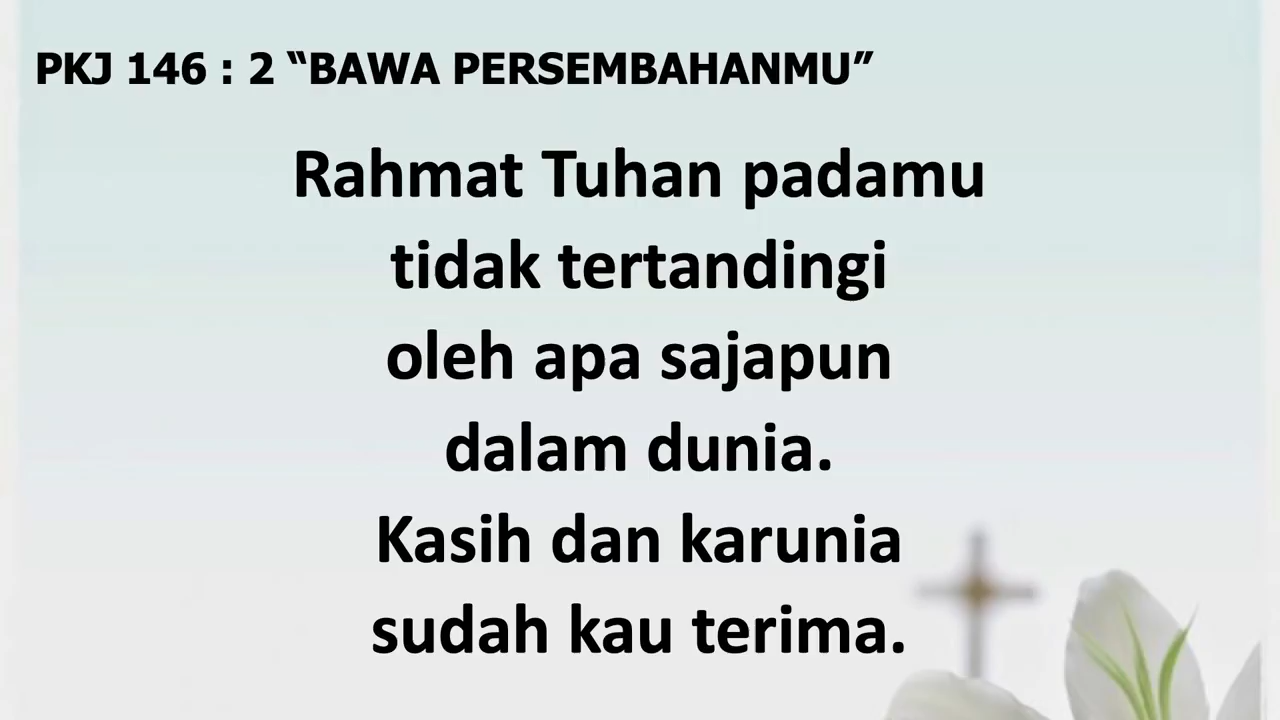 PKJ 146 : 2 “BAWA PERSEMBAHANMU”
Rahmat Tuhan padamu
tidak tertandingi
oleh apa sajapun
dalam dunia.
Kasih dan karunia
sudah kau terima.